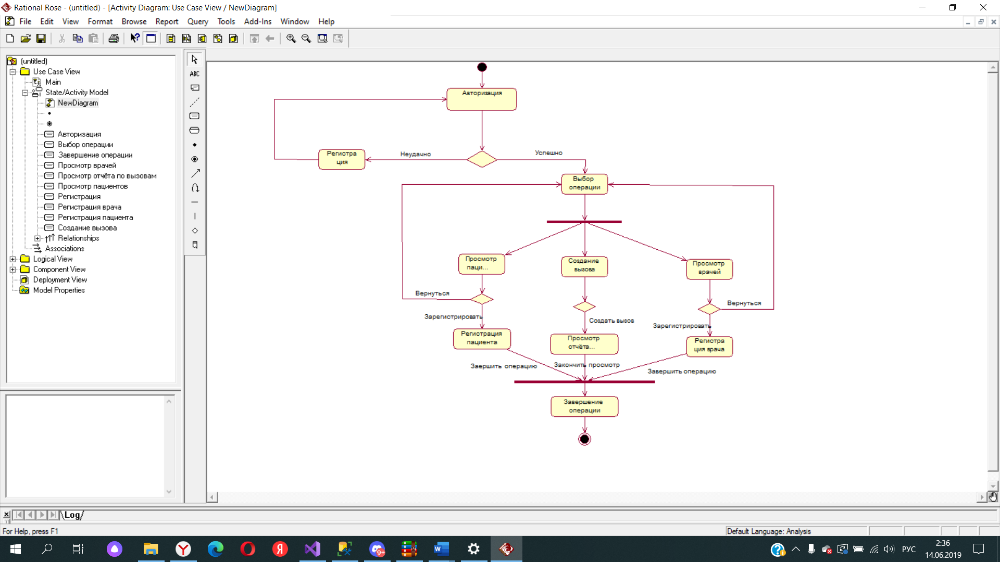 Rational Rose - (untitled) - [Activity Diagram: Use Case View / NewDiagram]
File Edit View Format Browse Report Query Tools Add-Ins Window Help
(untitled)
Use Case View
Main
State/Activity Model
NewDiagram
Авторизация
Выбор операции
Завершение операции
Просмотр врачей
Просмотр отчёта по вызовам
Просмотр пациентов
Регистрация
Регистрация врача
Регистрация пациента
Создание вызова
Relationships
Associations
Logical View
Component View
Deployment View
Model Properties
ABC
Авторизация
Регистра
ция
Неудачно
Успешно
Выбор
операции
Просмотр
паци...
Создание
вызова
Просмотр
врачей
Вернуться
Вернуться
Зарегистрировать
Создать вызов
Зарегистрировать
Регистрация
пациента
Просмотр
отчёта...
Регистра
ция врача
Заершить операцию
Закончить просмотр
Завершить операцию
Завершение
операции
Log
For Help, press F1
Default Language: Analysis
9+
РУС
2:36
14.06.2019